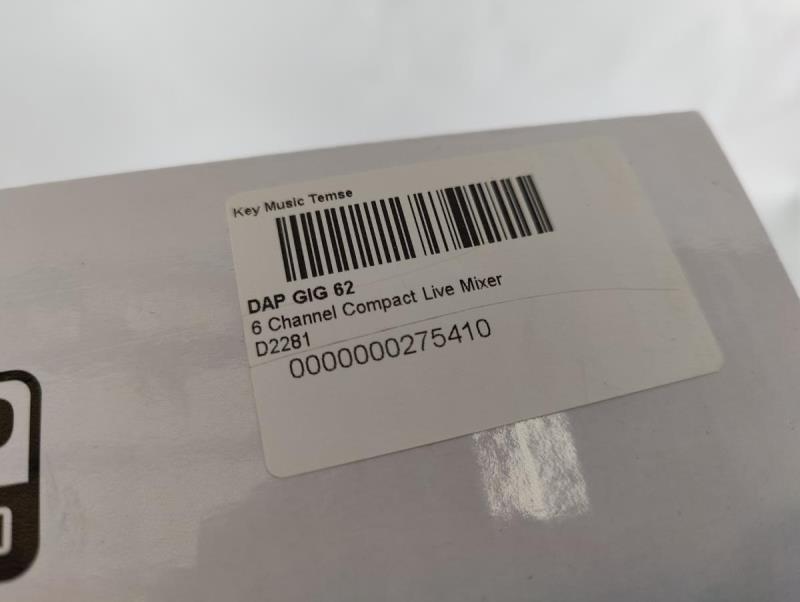 Key Music Temse
DAP GIG 62
6 Channel Compact Live Mixer
D2281
0000000275410